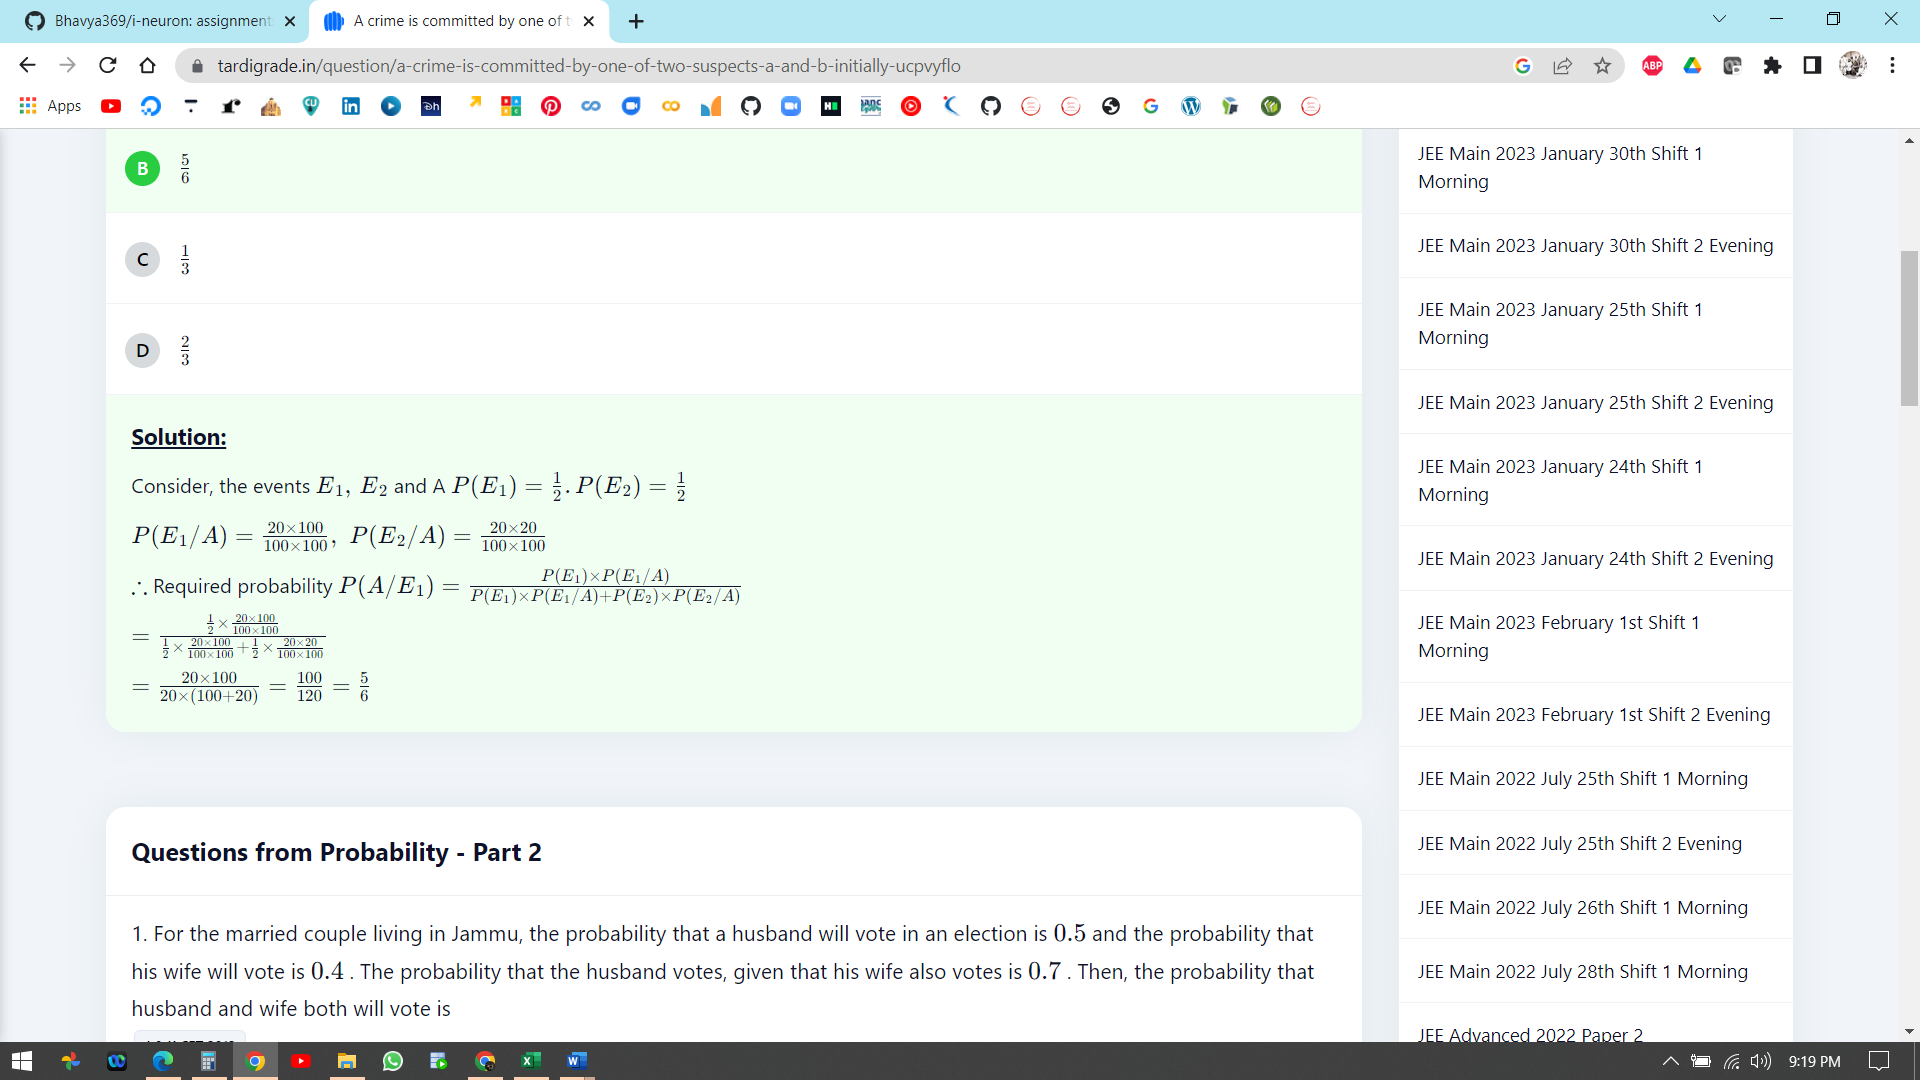 Bhavya369/i-neuron: assignment
A crime is committed by one of t
tardigrade.in/question/a-crime-is-committed-by-one-of-two-suspects-a-and-b-initially-ucpvyflo
ABP
Apps
B 5/6
C 1/3
D 2/3
Solution:
Consider, the events E₁, E₂ and A P(E₁) = 1/2. P(E₂) = 1/2
P(E₁/A) = 20×100/100×100, P(E₂/A) = 20×20/100×100
∴ Required probability P(A/E₁) = P(E₁)×P(E₁/A)/P(E₁)×P(E₁/A)+P(E₂)×P(E₂/A)
= 1/2 × 20×100/100×100 / 1/2 × 20×100/100×100 + 1/2 × 20×20/100×100
= 20×100/20×(100+20) = 100/120 = 5/6
Questions from Probability - Part 2
1. For the married couple living in Jammu, the probability that a husband will vote in an election is 0.5 and the probability that
his wife will vote is 0.4 . The probability that the husband votes, given that his wife also votes is 0.7 . Then, the probability that
husband and wife both will vote is
JEE Main 2023 January 30th Shift 1
Morning
JEE Main 2023 January 30th Shift 2 Evening
JEE Main 2023 January 25th Shift 1
Morning
JEE Main 2023 January 25th Shift 2 Evening
JEE Main 2023 January 24th Shift 1
Morning
JEE Main 2023 January 24th Shift 2 Evening
JEE Main 2023 February 1st Shift 1
Morning
JEE Main 2023 February 1st Shift 2 Evening
JEE Main 2022 July 25th Shift 1 Morning
JEE Main 2022 July 25th Shift 2 Evening
JEE Main 2022 July 26th Shift 1 Morning
JEE Main 2022 July 28th Shift 1 Morning
JEE Advanced 2022 Paper 2
9:19 PM